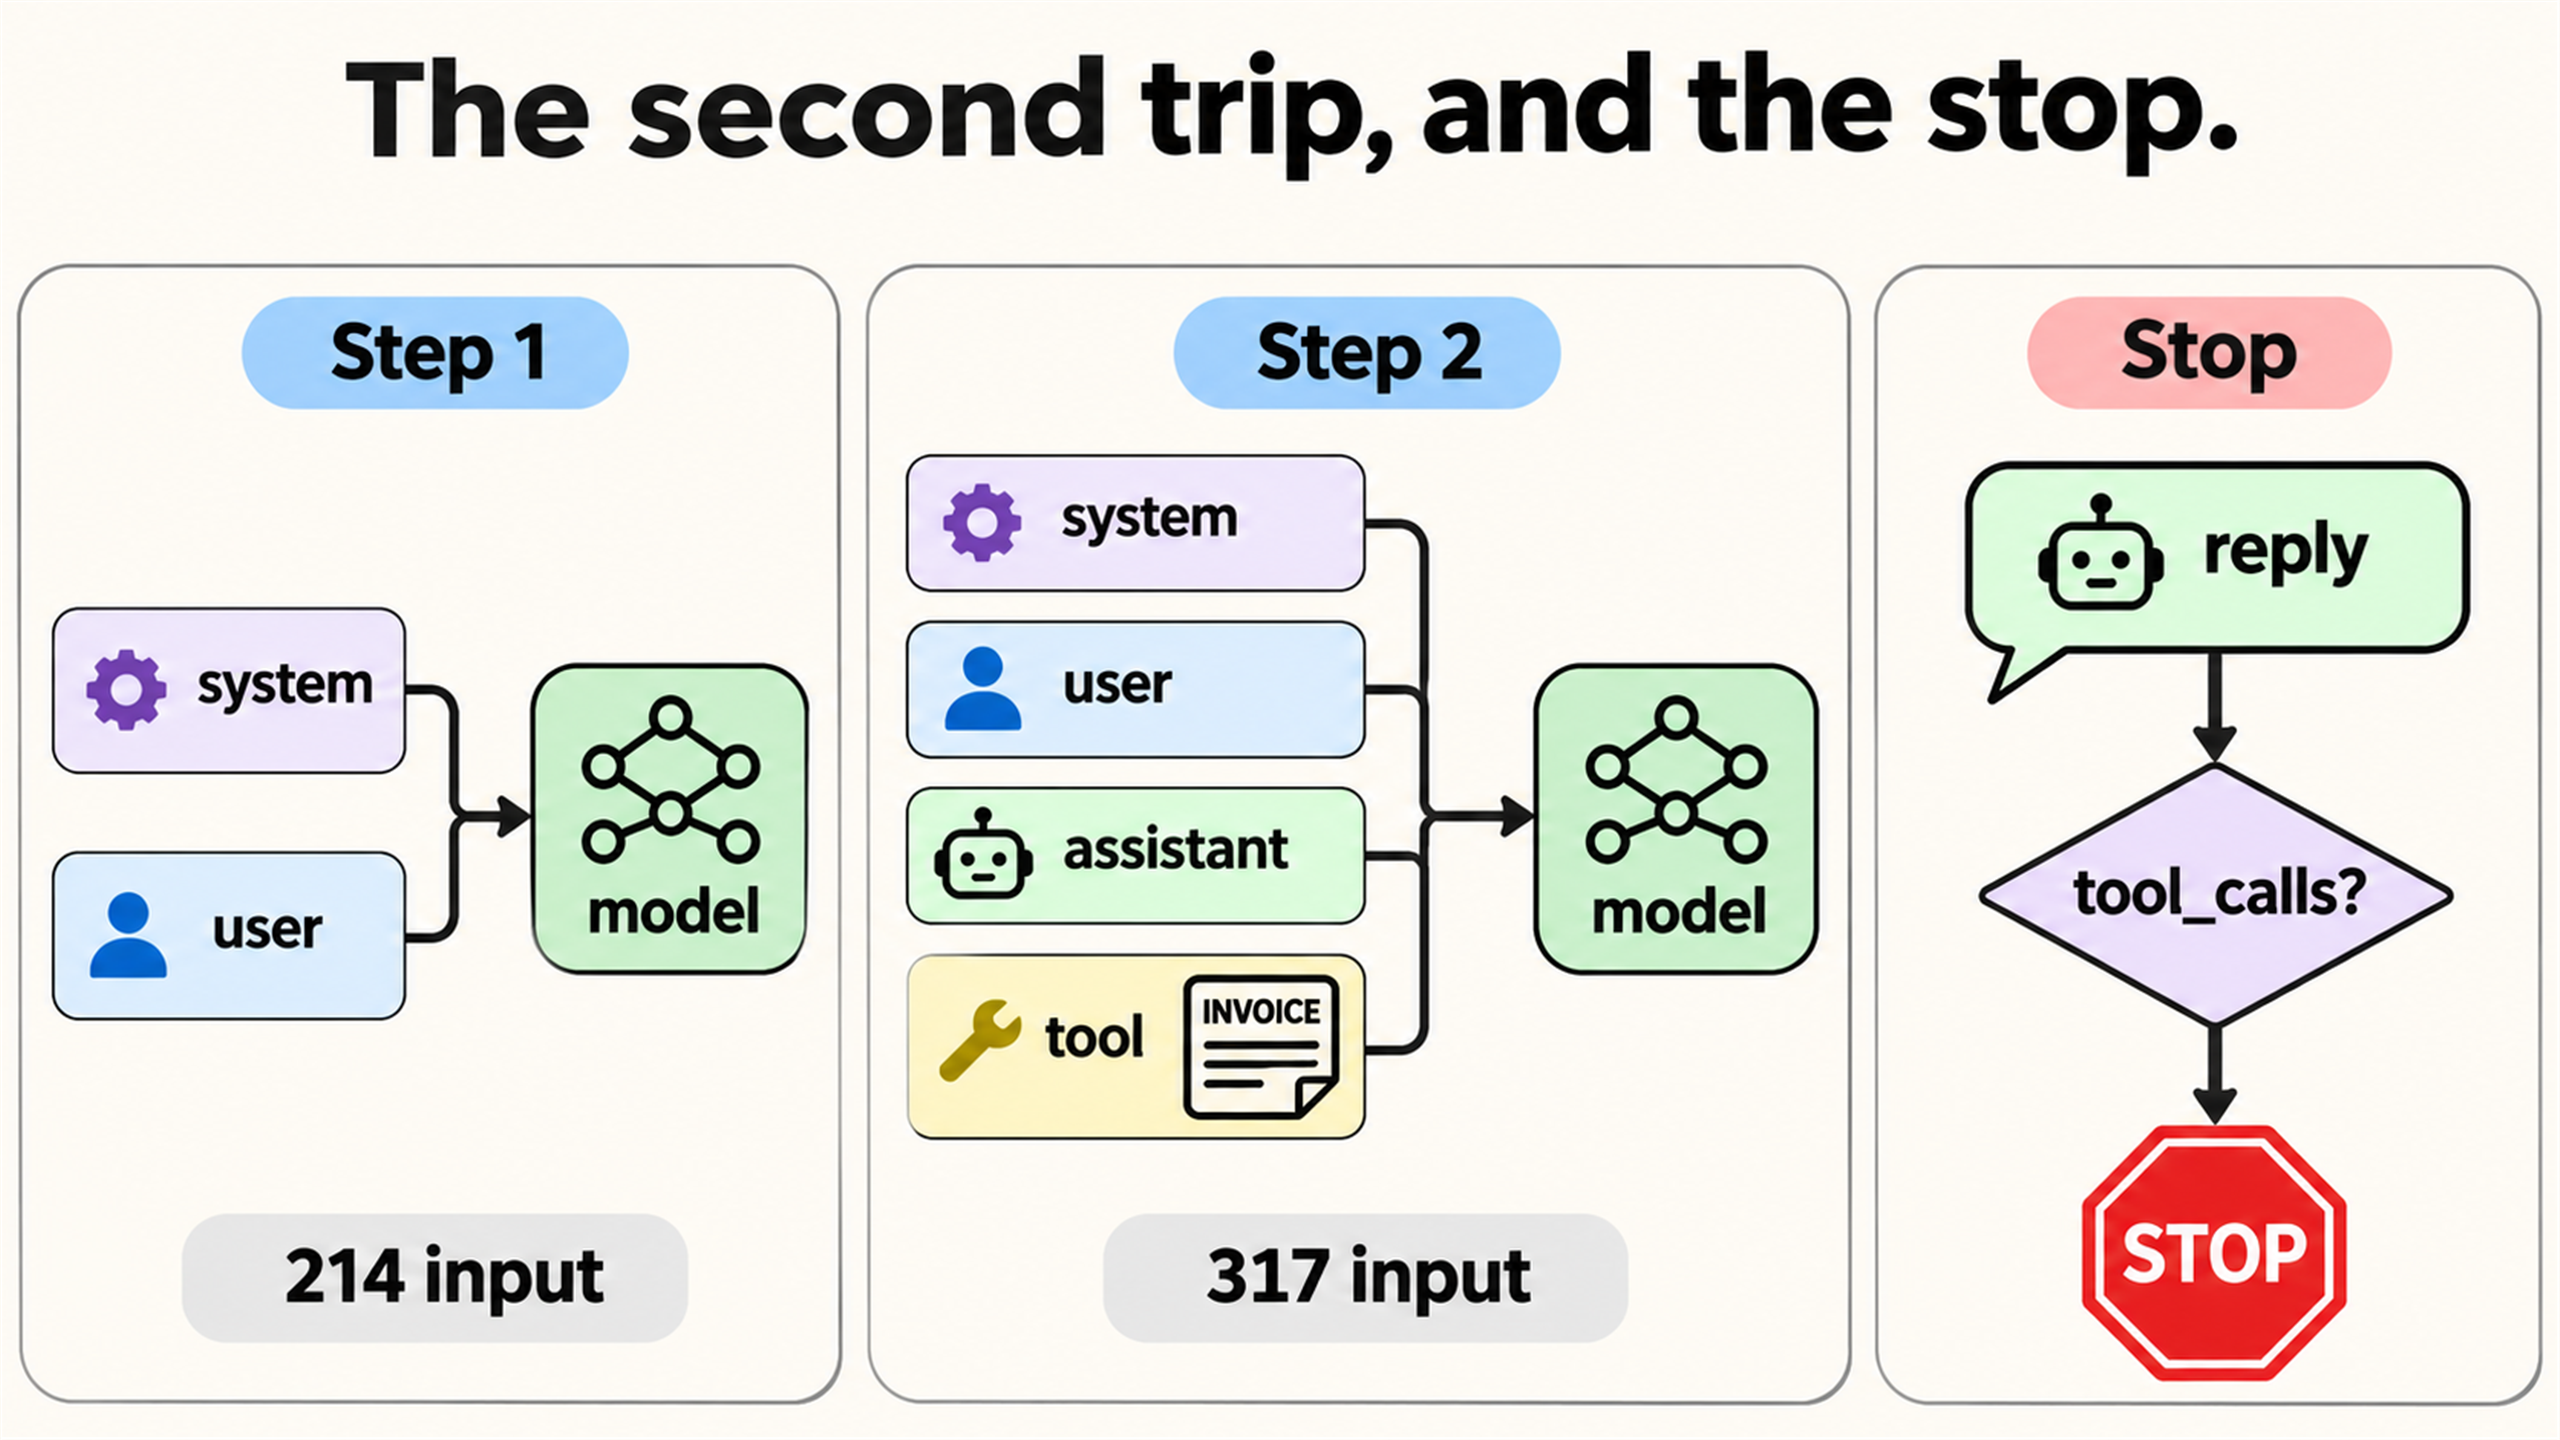 The second trip, and the stop.
Step 1
system
user
model
214 input
Step 2
system
user
assistant
tool
INVOICE
model
317 input
Stop
reply
tool_calls?
STOP